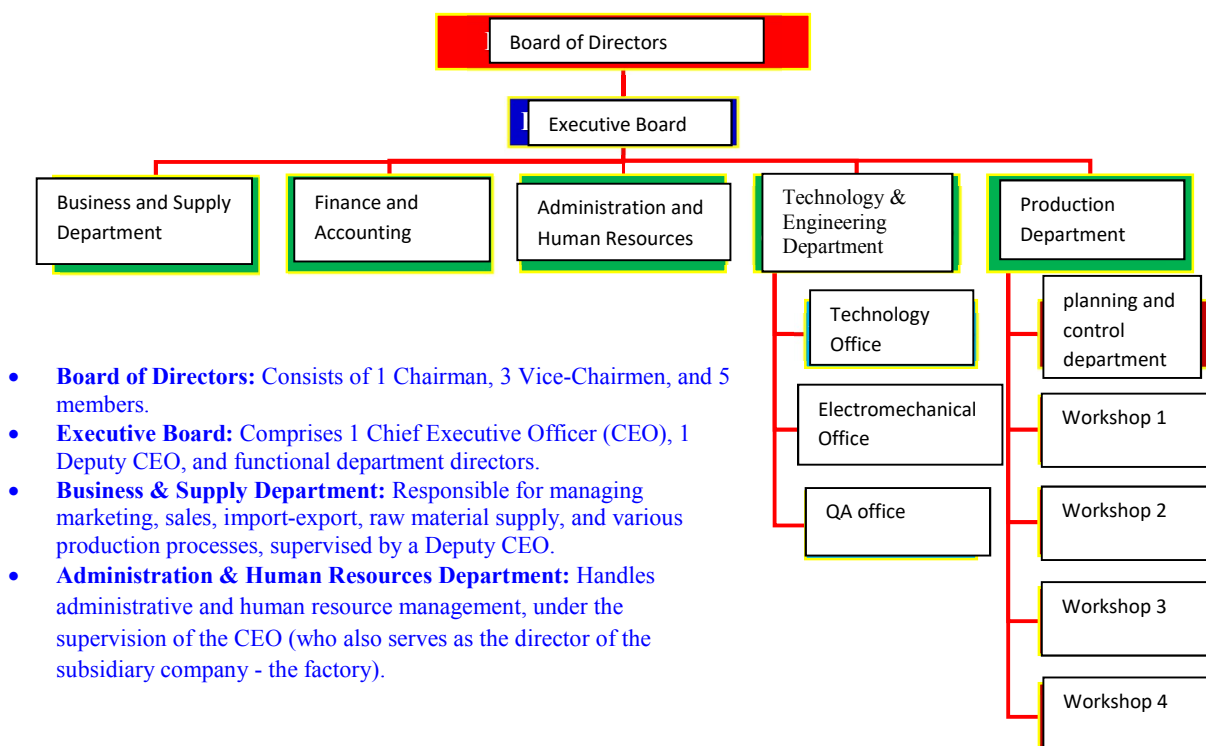 Board of Directors
Executive Board
Business and Supply
Department
Finance and
Accounting
Administration and
Human Resources
Technology &
Engineering
Department
Production
Department
Technology
Office
planning and
control
department
Electromechanical
Office
Workshop 1
QA office
Workshop 2
Workshop 3
Workshop 4
• Board of Directors: Consists of 1 Chairman, 3 Vice-Chairmen, and 5
members.
• Executive Board: Comprises 1 Chief Executive Officer (CEO), 1
Deputy CEO, and functional department directors.
• Business & Supply Department: Responsible for managing
marketing, sales, import-export, raw material supply, and various
production processes, supervised by a Deputy CEO.
• Administration & Human Resources Department: Handles
administrative and human resource management, under the
supervision of the CEO (who also serves as the director of the
subsidiary company - the factory).